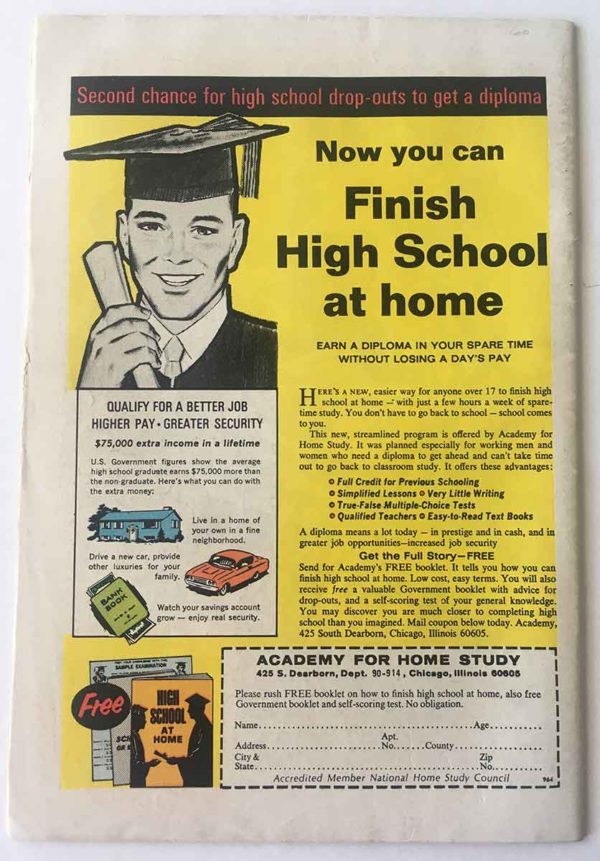 Second chance for high school drop-outs to get a diploma
Now you can
Finish
High School
at home
EARN A DIPLOMA IN YOUR SPARE TIME
WITHOUT LOSING A DAY'S PAY
QUALIFY FOR A BETTER JOB
HIGHER PAY • GREATER SECURITY
$75,000 extra income in a lifetime
U.S. Government figures show the average
high school graduate earns $75,000 more than
the non-graduate. Here's what you can do with
the extra money:
Live in a home of
your own in a fine
neighborhood.
Drive a new car, provide
other luxuries for your
family.
BANK
BOOK
Watch your savings account
grow — enjoy real security.
HERE'S A NEW, easier way for anyone over 17 to finish high
school at home — with just a few hours a week of spare-
time study. You don't have to go back to school — school comes
to you.
This new, streamlined program is offered by Academy for
Home Study. It was planned especially for working men and
women who need a diploma to get ahead and can't take time
out to go back to classroom study. It offers these advantages:
Full Credit for Previous Schooling
Simplified Lessons • Very Little Writing
True-False Multiple-Choice Tests
Qualified Teachers • Easy-to-Read Text Books
A diploma means a lot today — in prestige and in cash, and in
greater job opportunities—increased job security
Get the Full Story—FREE
Send for Academy's FREE booklet. It tells you how you can
finish high school at home. Low cost, easy terms. You will also
receive free a valuable Government booklet with advice for
drop-outs, and a self-scoring test of your general knowledge.
You may discover you are much closer to completing high
school than you imagined. Mail coupon below today. Academy,
425 South Dearborn, Chicago, Illinois 60605.
SAMPLE EXAMINATION
Free
HIGH
SCHOOL
AT
HOME
ACADEMY FOR HOME STUDY
425 S. Dearborn, Dept. 90-914, Chicago, Illinois 60605
Please rush FREE booklet on how to finish high school at home, also free
Government booklet and self-scoring test. No obligation.
Name Age
Apt.
Address No. County
City & Zip
State No.
Accredited Member National Home Study Council 964